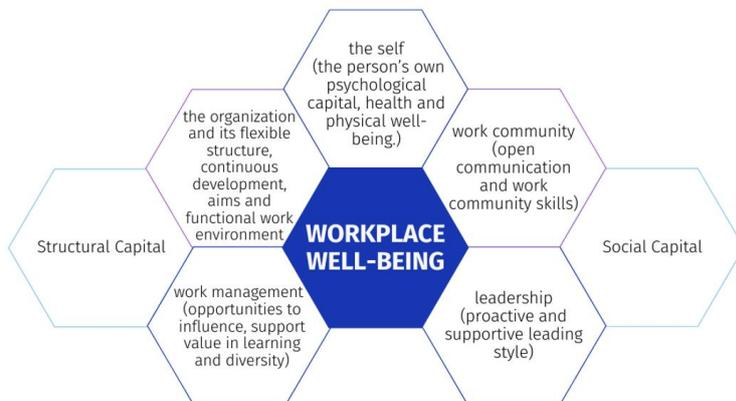 the self
(the person's own
psychological
capital, health and
physical well-
being.)
the organization
and its flexible
structure,
continuous
development,
aims and
functional work
environment
work community
(open
communication
and work
community skills)
Structural Capital
WORKPLACE
WELL-BEING
Social Capital
work management
(opportunities to
influence, support
value in learning
and diversity)
leadership
(proactive and
supportive leading
style)